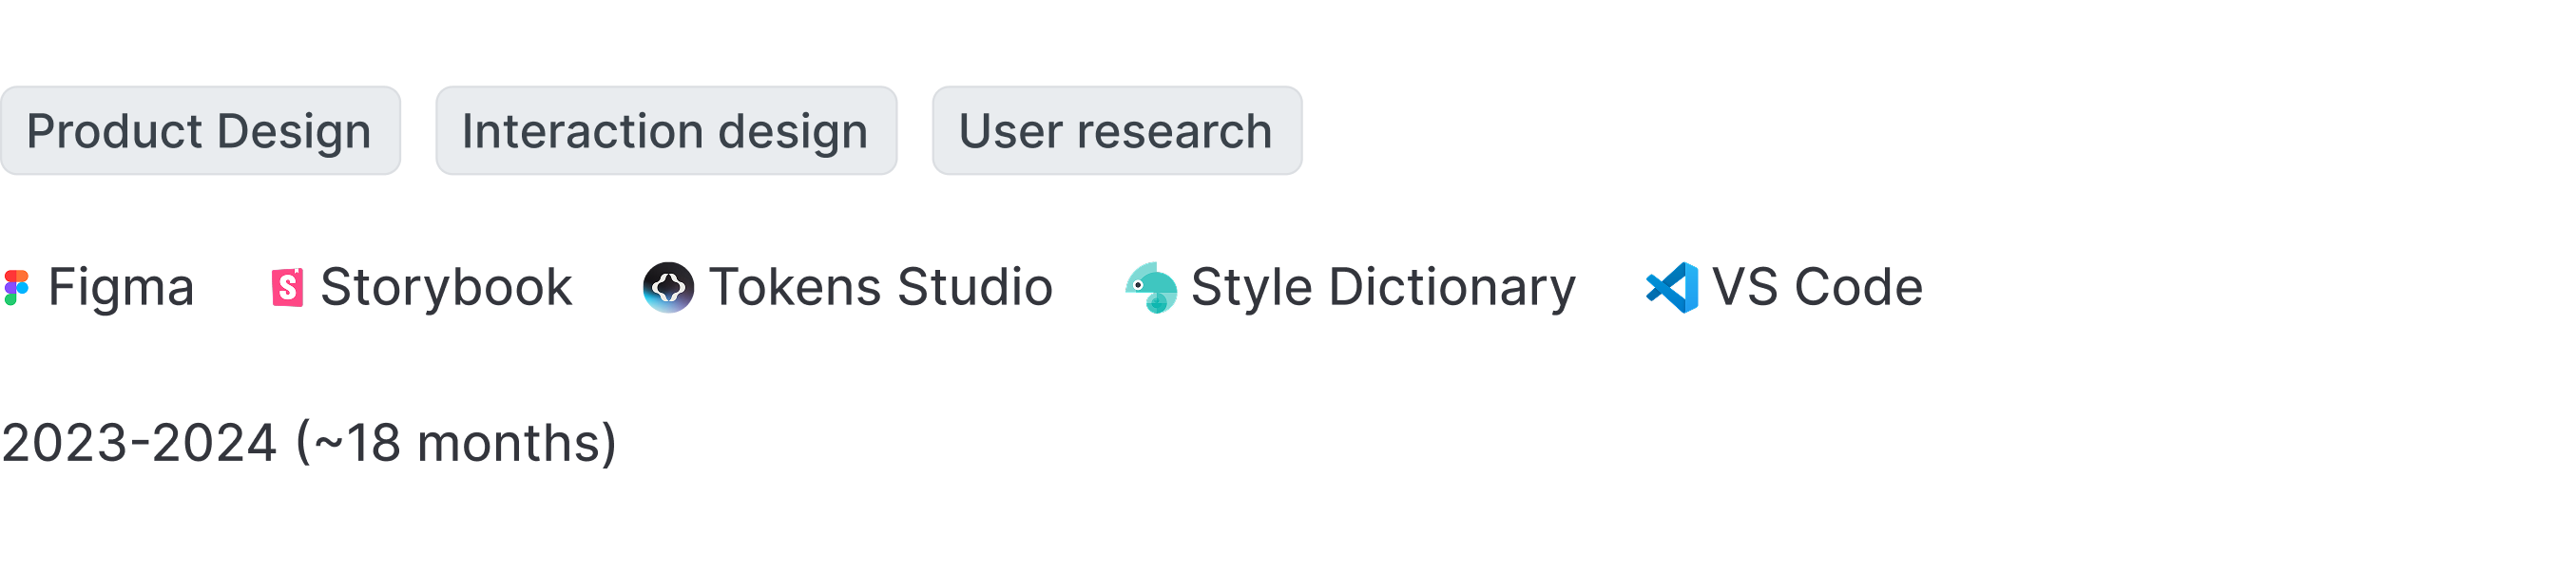 Product Design Interaction design User research
Figma Storybook Tokens Studio Style Dictionary VS Code
2023-2024 (~18 months)